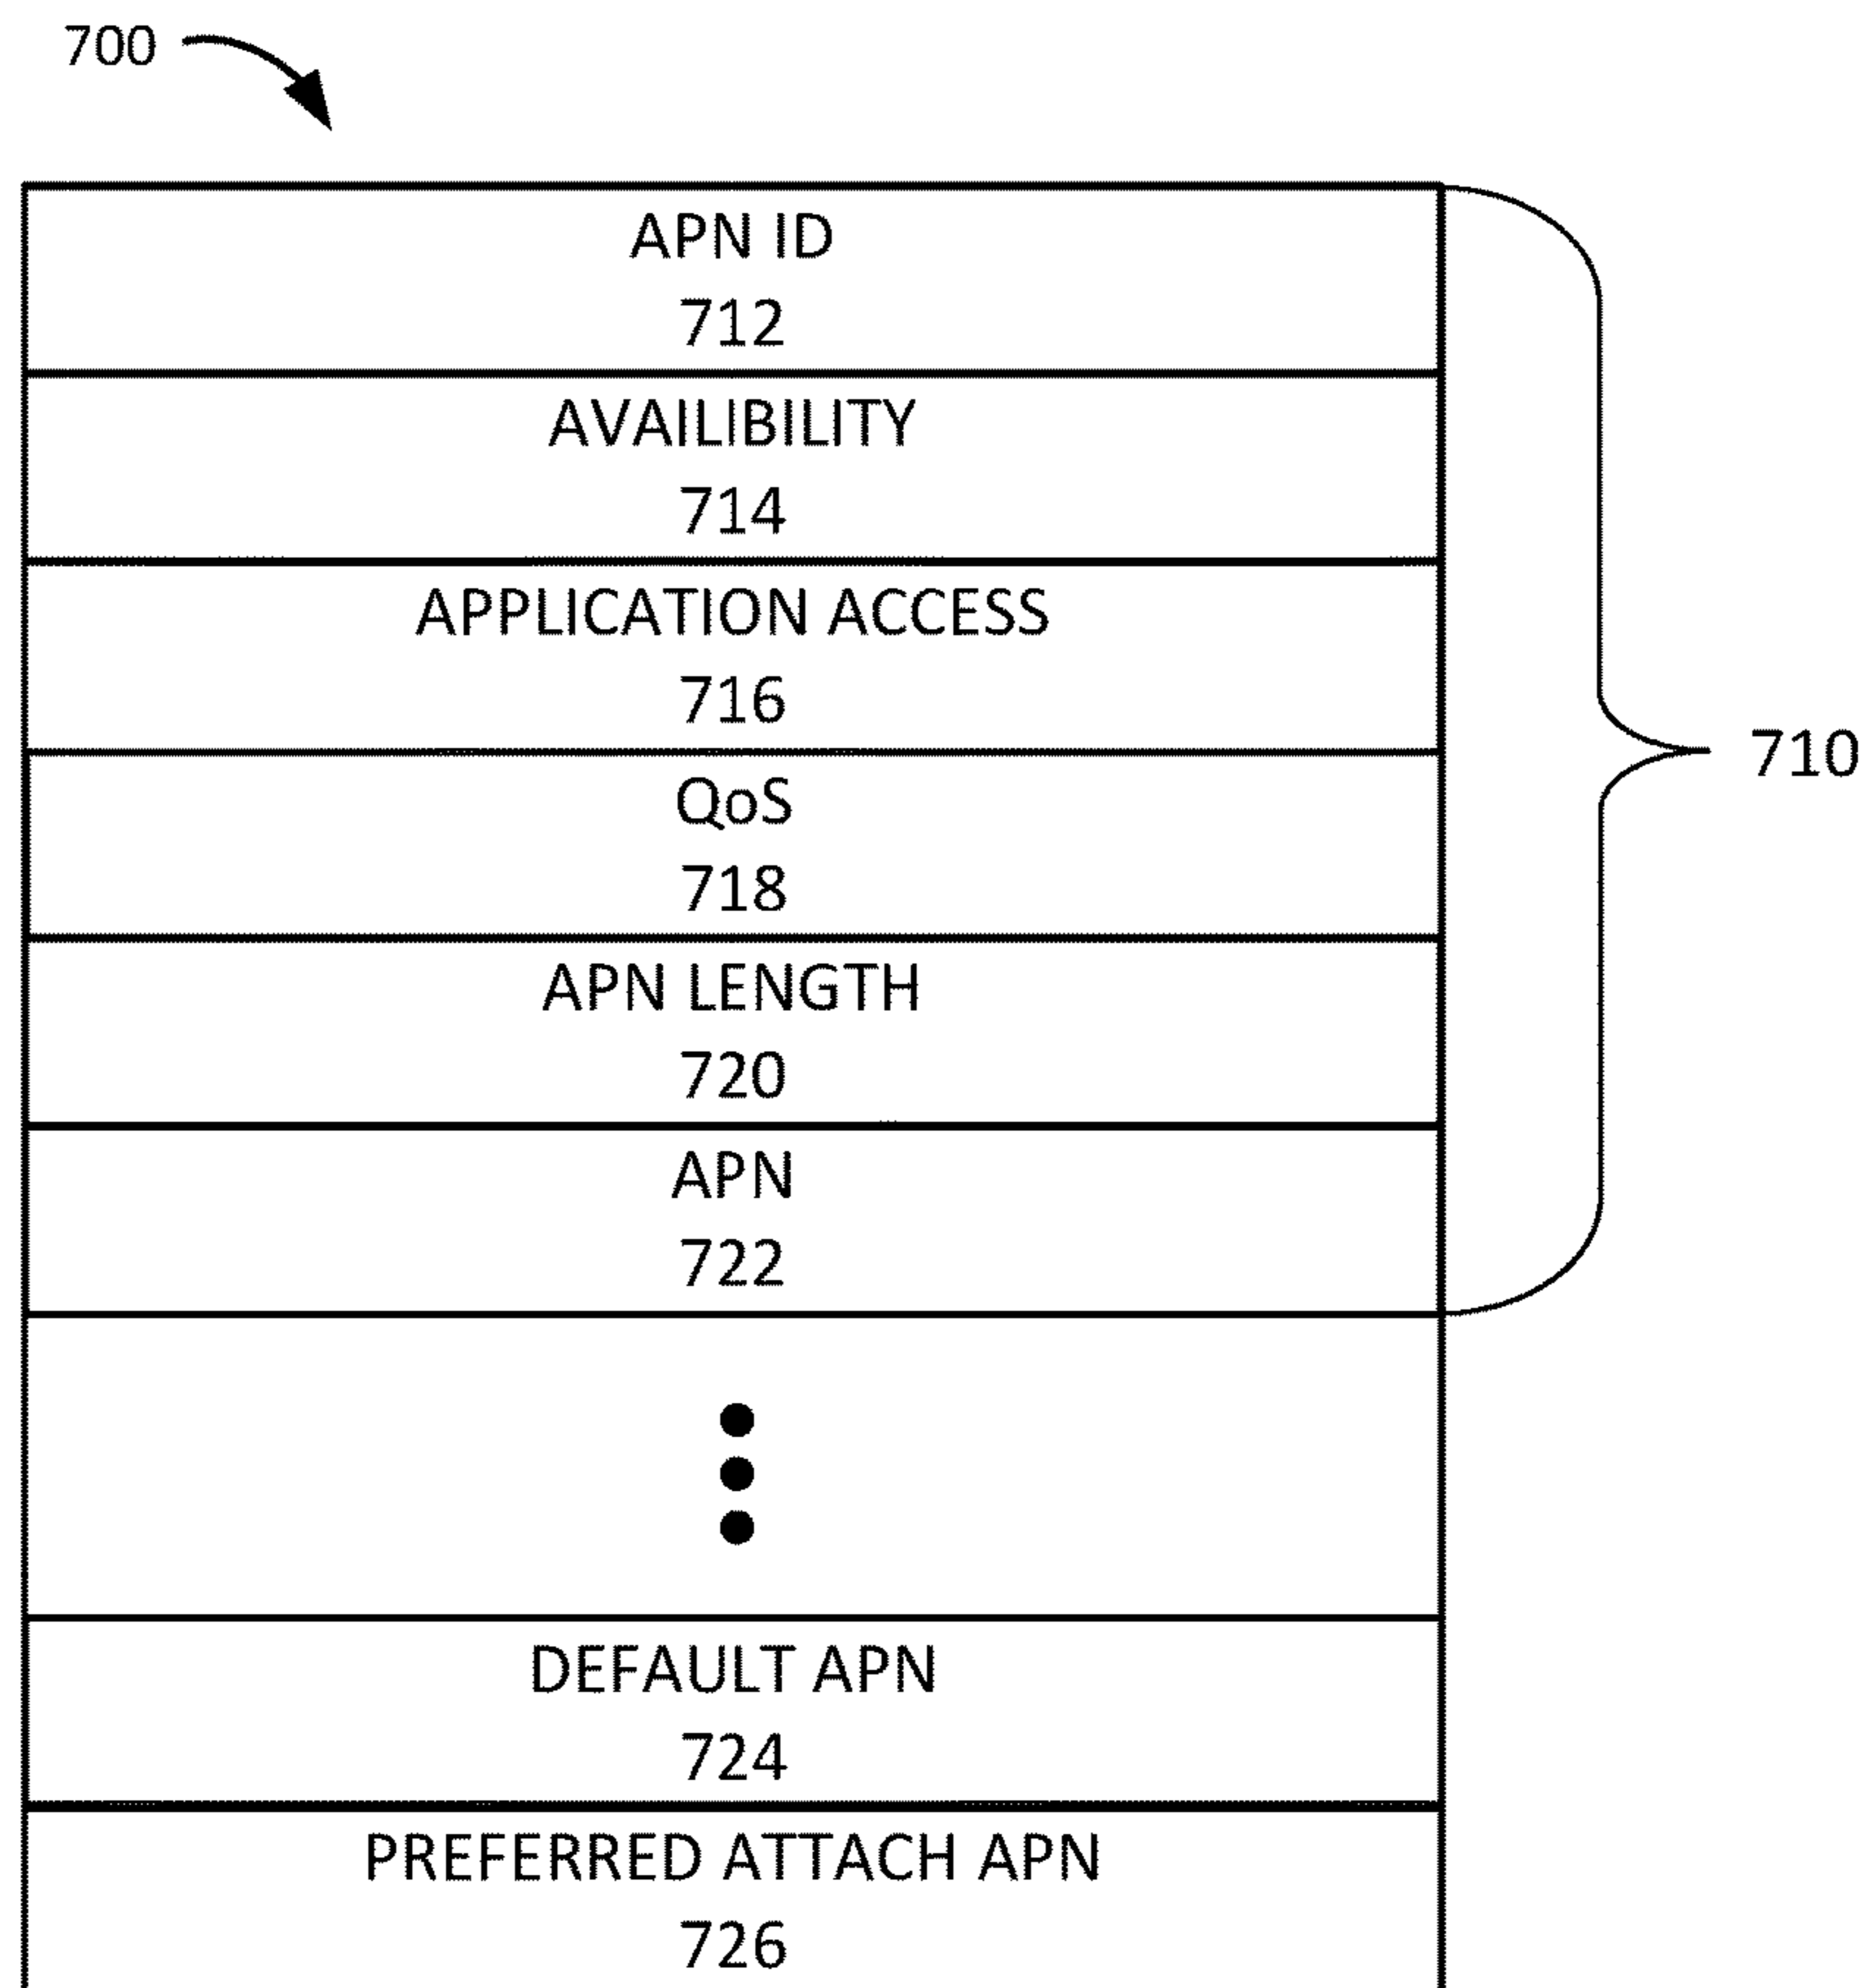 700
APN ID
712
AVAILIBILITY
714
APPLICATION ACCESS
716
710
QoS
718
APN LENGTH
720
APN
722
DEFAULT APN
724
PREFERRED ATTACH APN
726